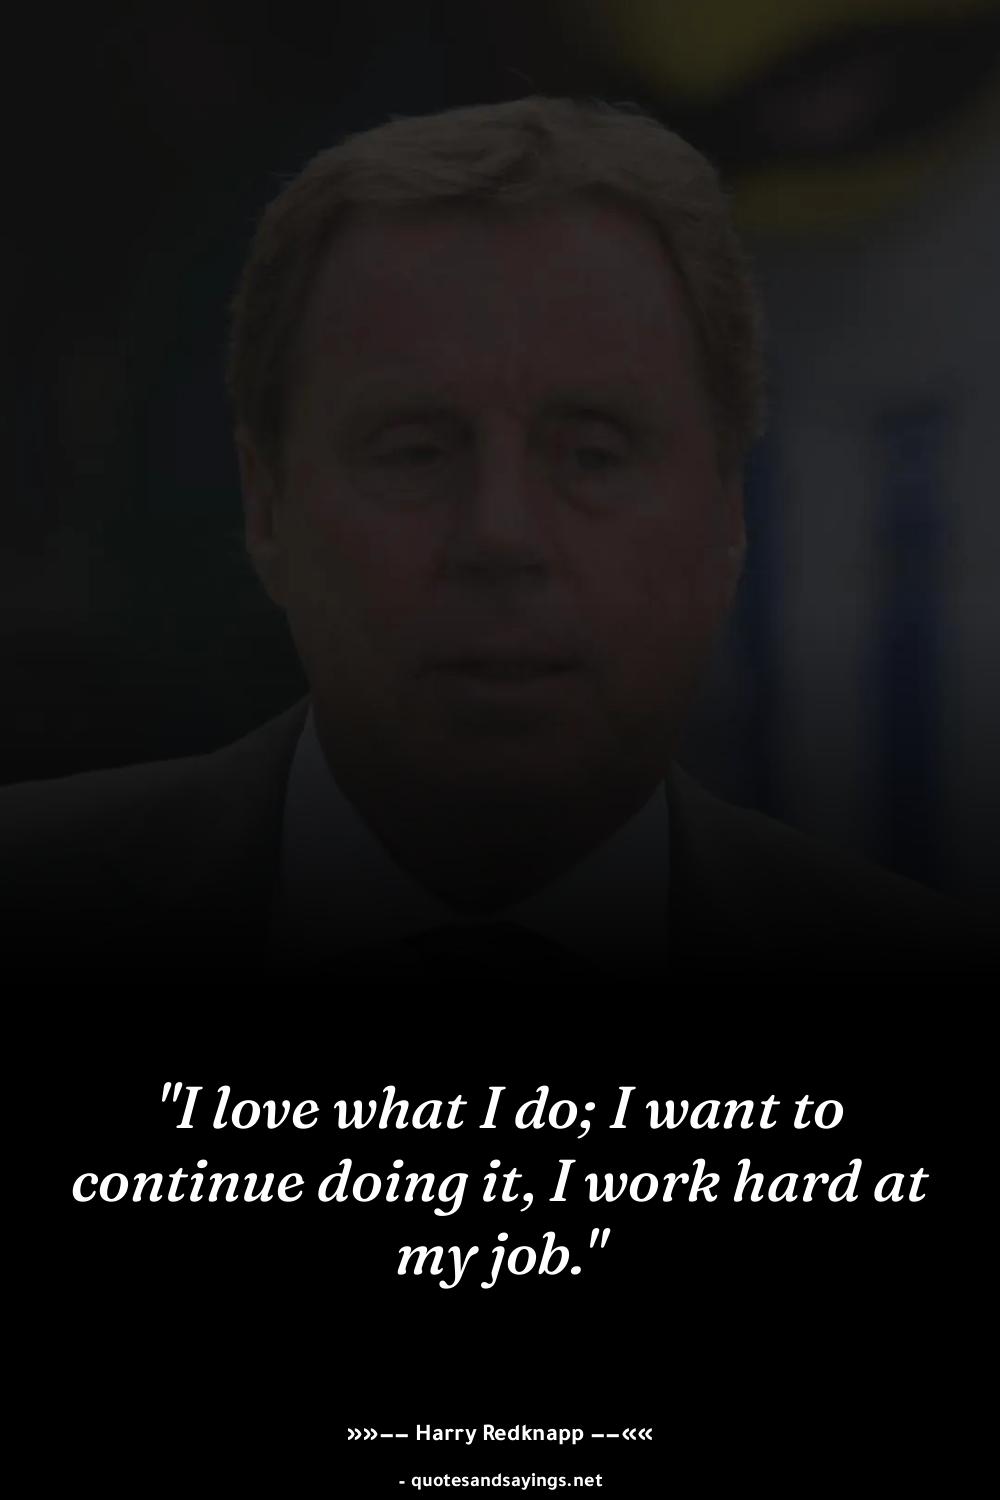 "I love what I do; I want to
continue doing it, I work hard at
my job."
»»−− Harry Redknapp −−««
- quotesandsayings.net